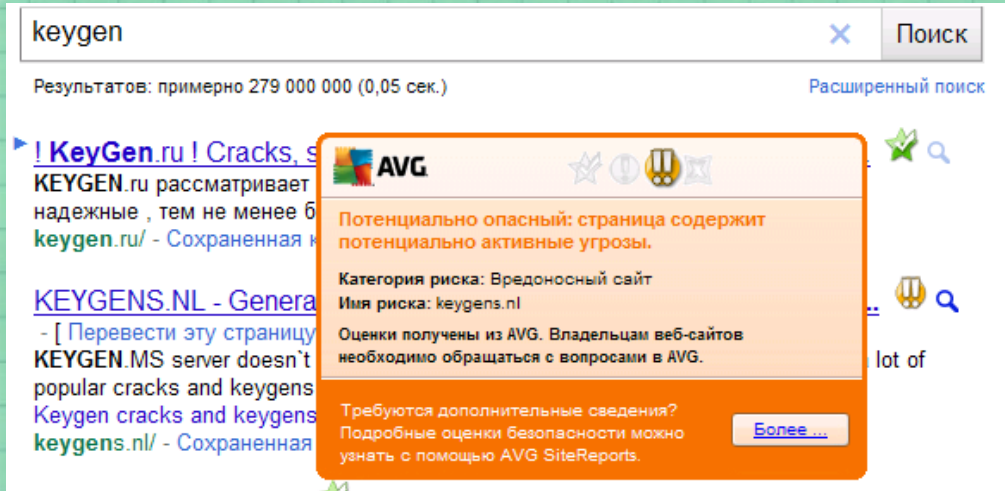 keygen
Поиск
Результатов: примерно 279 000 000 (0,05 сек.)
Расширенный поиск
! KeyGen.ru ! Cracks, s
KEYGEN.ru рассматривает
надежные , тем не менее б
keygen.ru/ - Сохраненная к
KEYGENS.NL - Genera
...
- [ Перевести эту страницу
KEYGEN.MS server doesn`t
lot of
popular cracks and keygens
Keygen cracks and keygens
keygens.nl/ - Сохраненная
AVG
Потенциально опасный: страница содержит
потенциально активные угрозы.
Категория риска: Вредоносный сайт
Имя риска: keygens.nl
Оценки получены из AVG. Владельцам веб-сайтов
необходимо обращаться с вопросами в AVG.
Требуются дополнительные сведения?
Подробные оценки безопасности можно
узнать с помощью AVG SiteReports.
Более ...